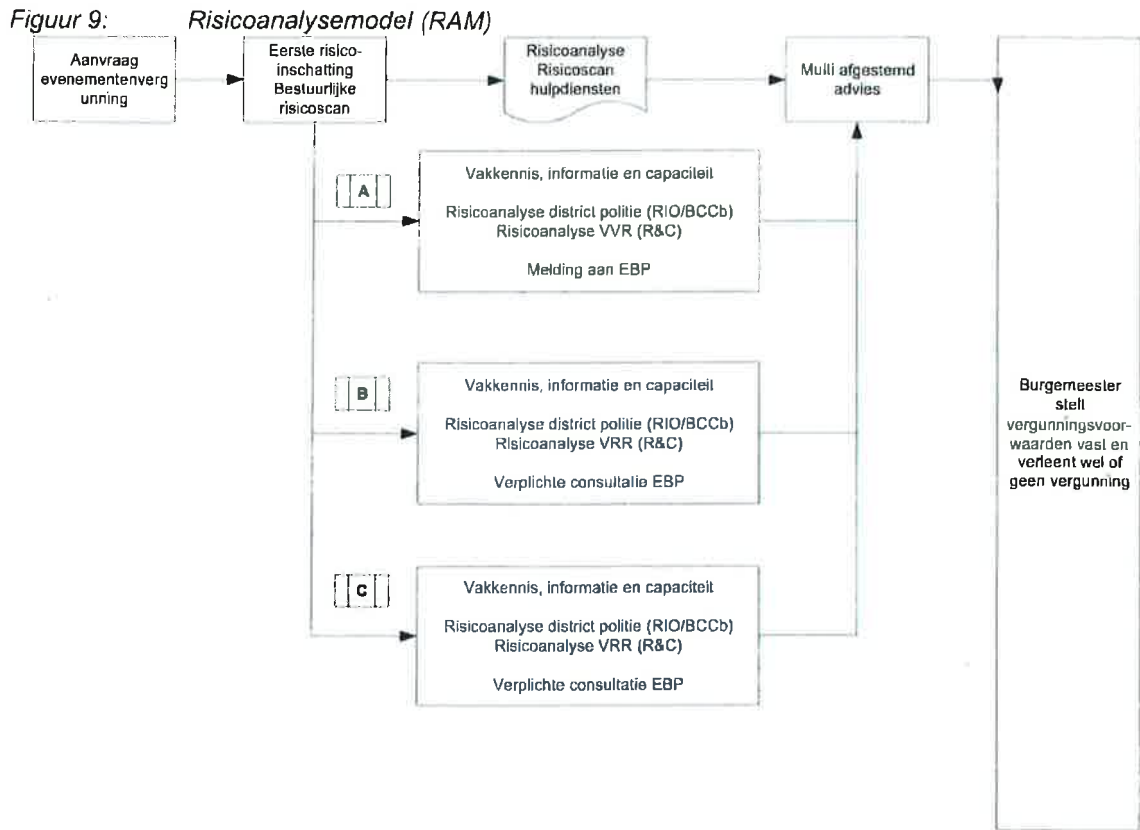 Figuur 9: Risicoanalysemodel (RAM)
Aanvraag
evenementenverg
unning
Eerste risico-
inschatting
Bestuurlijke
risicoscan
Risicoanalyse
Risicoscan
hulpdiensten
Multi afgestemd
advies
A
Vakkennis, informatie en capaciteit
Risicoanalyse district politie (RIO/BCCb)
Risicoanalyse VVR (R&C)
Melding aan EBP
B
Vakkennis, informatie en capaciteit
Risicoanalyse district politie (RIO/BCCb)
Risicoanalyse VRR (R&C)
Verplichte consultatie EBP
C
Vakkennis, informatie en capaciteit
Risicoanalyse district politie (RIO/BCCb)
Risicoanalyse VRR (R&C)
Verplichte consultatie EBP
Burgemeester
stelt
vergunningsvoor-
waarden vast en
verleent wel of
geen vergunning